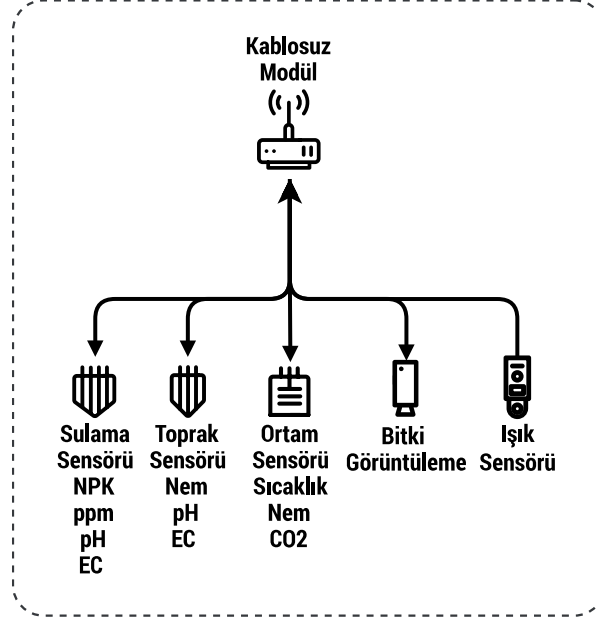 Kablosuz
Modül
Sulama
Sensörü
NPK
ppm
pH
EC
Toprak
Sensörü
Nem
pH
EC
Ortam
Sensörü
Sıcaklık
Nem
CO2
Bitki
Görüntüleme
Işık
Sensörü